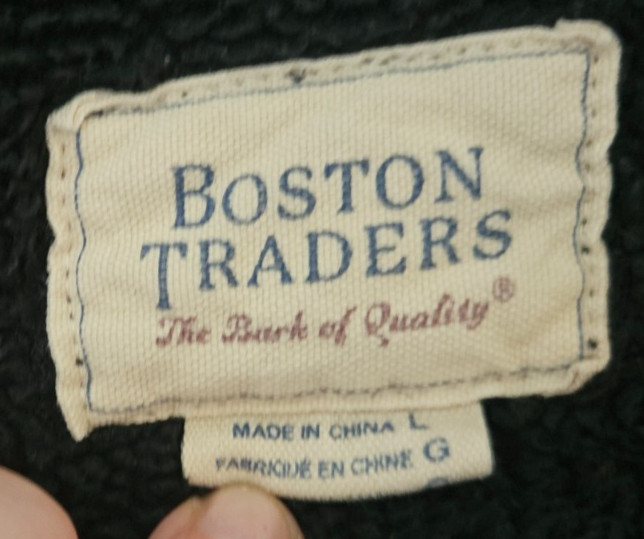 BOSTON
TRADERS
The Bark of Quality®
MADE IN CHINA L
FABRIQUÉ EN CHINE G